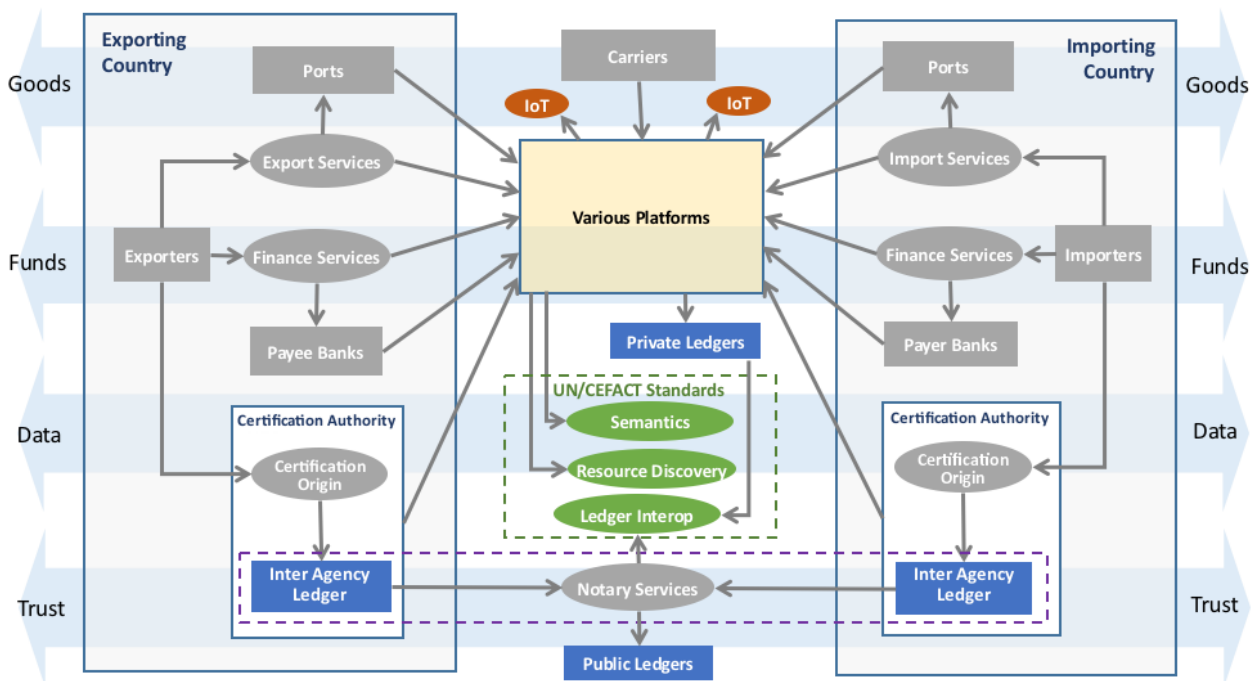 Exporting
Country
Goods
Ports
Carriers
IoT
IoT
Importing
Country
Ports
Goods
Export Services
Import Services
Various Platforms
Funds
Exporters
Finance Services
Finance Services
Importers
Funds
Payee Banks
Private Ledgers
Payer Banks
UN/CEFACT Standards
Certification Authority
Semantics
Certification Authority
Data
Certification
Origin
Resource Discovery
Certification
Origin
Data
Ledger Interop
Inter Agency
Ledger
Notary Services
Inter Agency
Ledger
Trust
Trust
Public Ledgers